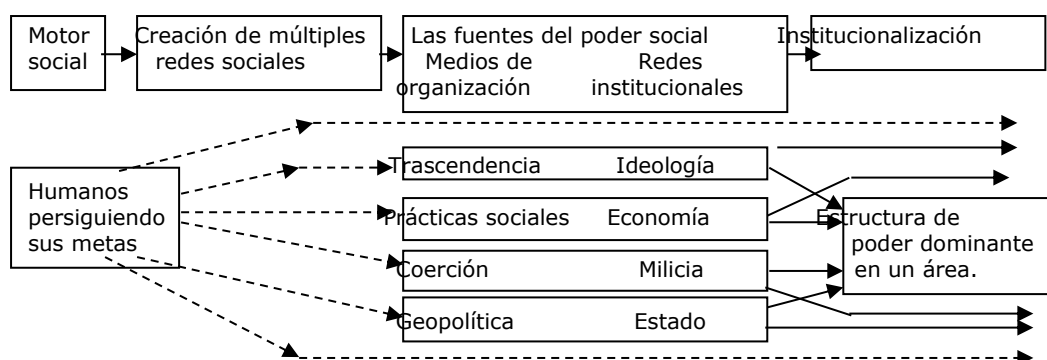 Motor
social
Creación de múltiples
redes sociales
Las fuentes del poder social
Medios de Redes
organización institucionales
Institucionalización
Humanos
persiguiendo
sus metas
Trascendencia Ideología
Prácticas sociales Economía
Coerción Milicia
Geopolítica Estado
Estructura de
poder dominante
en un área.